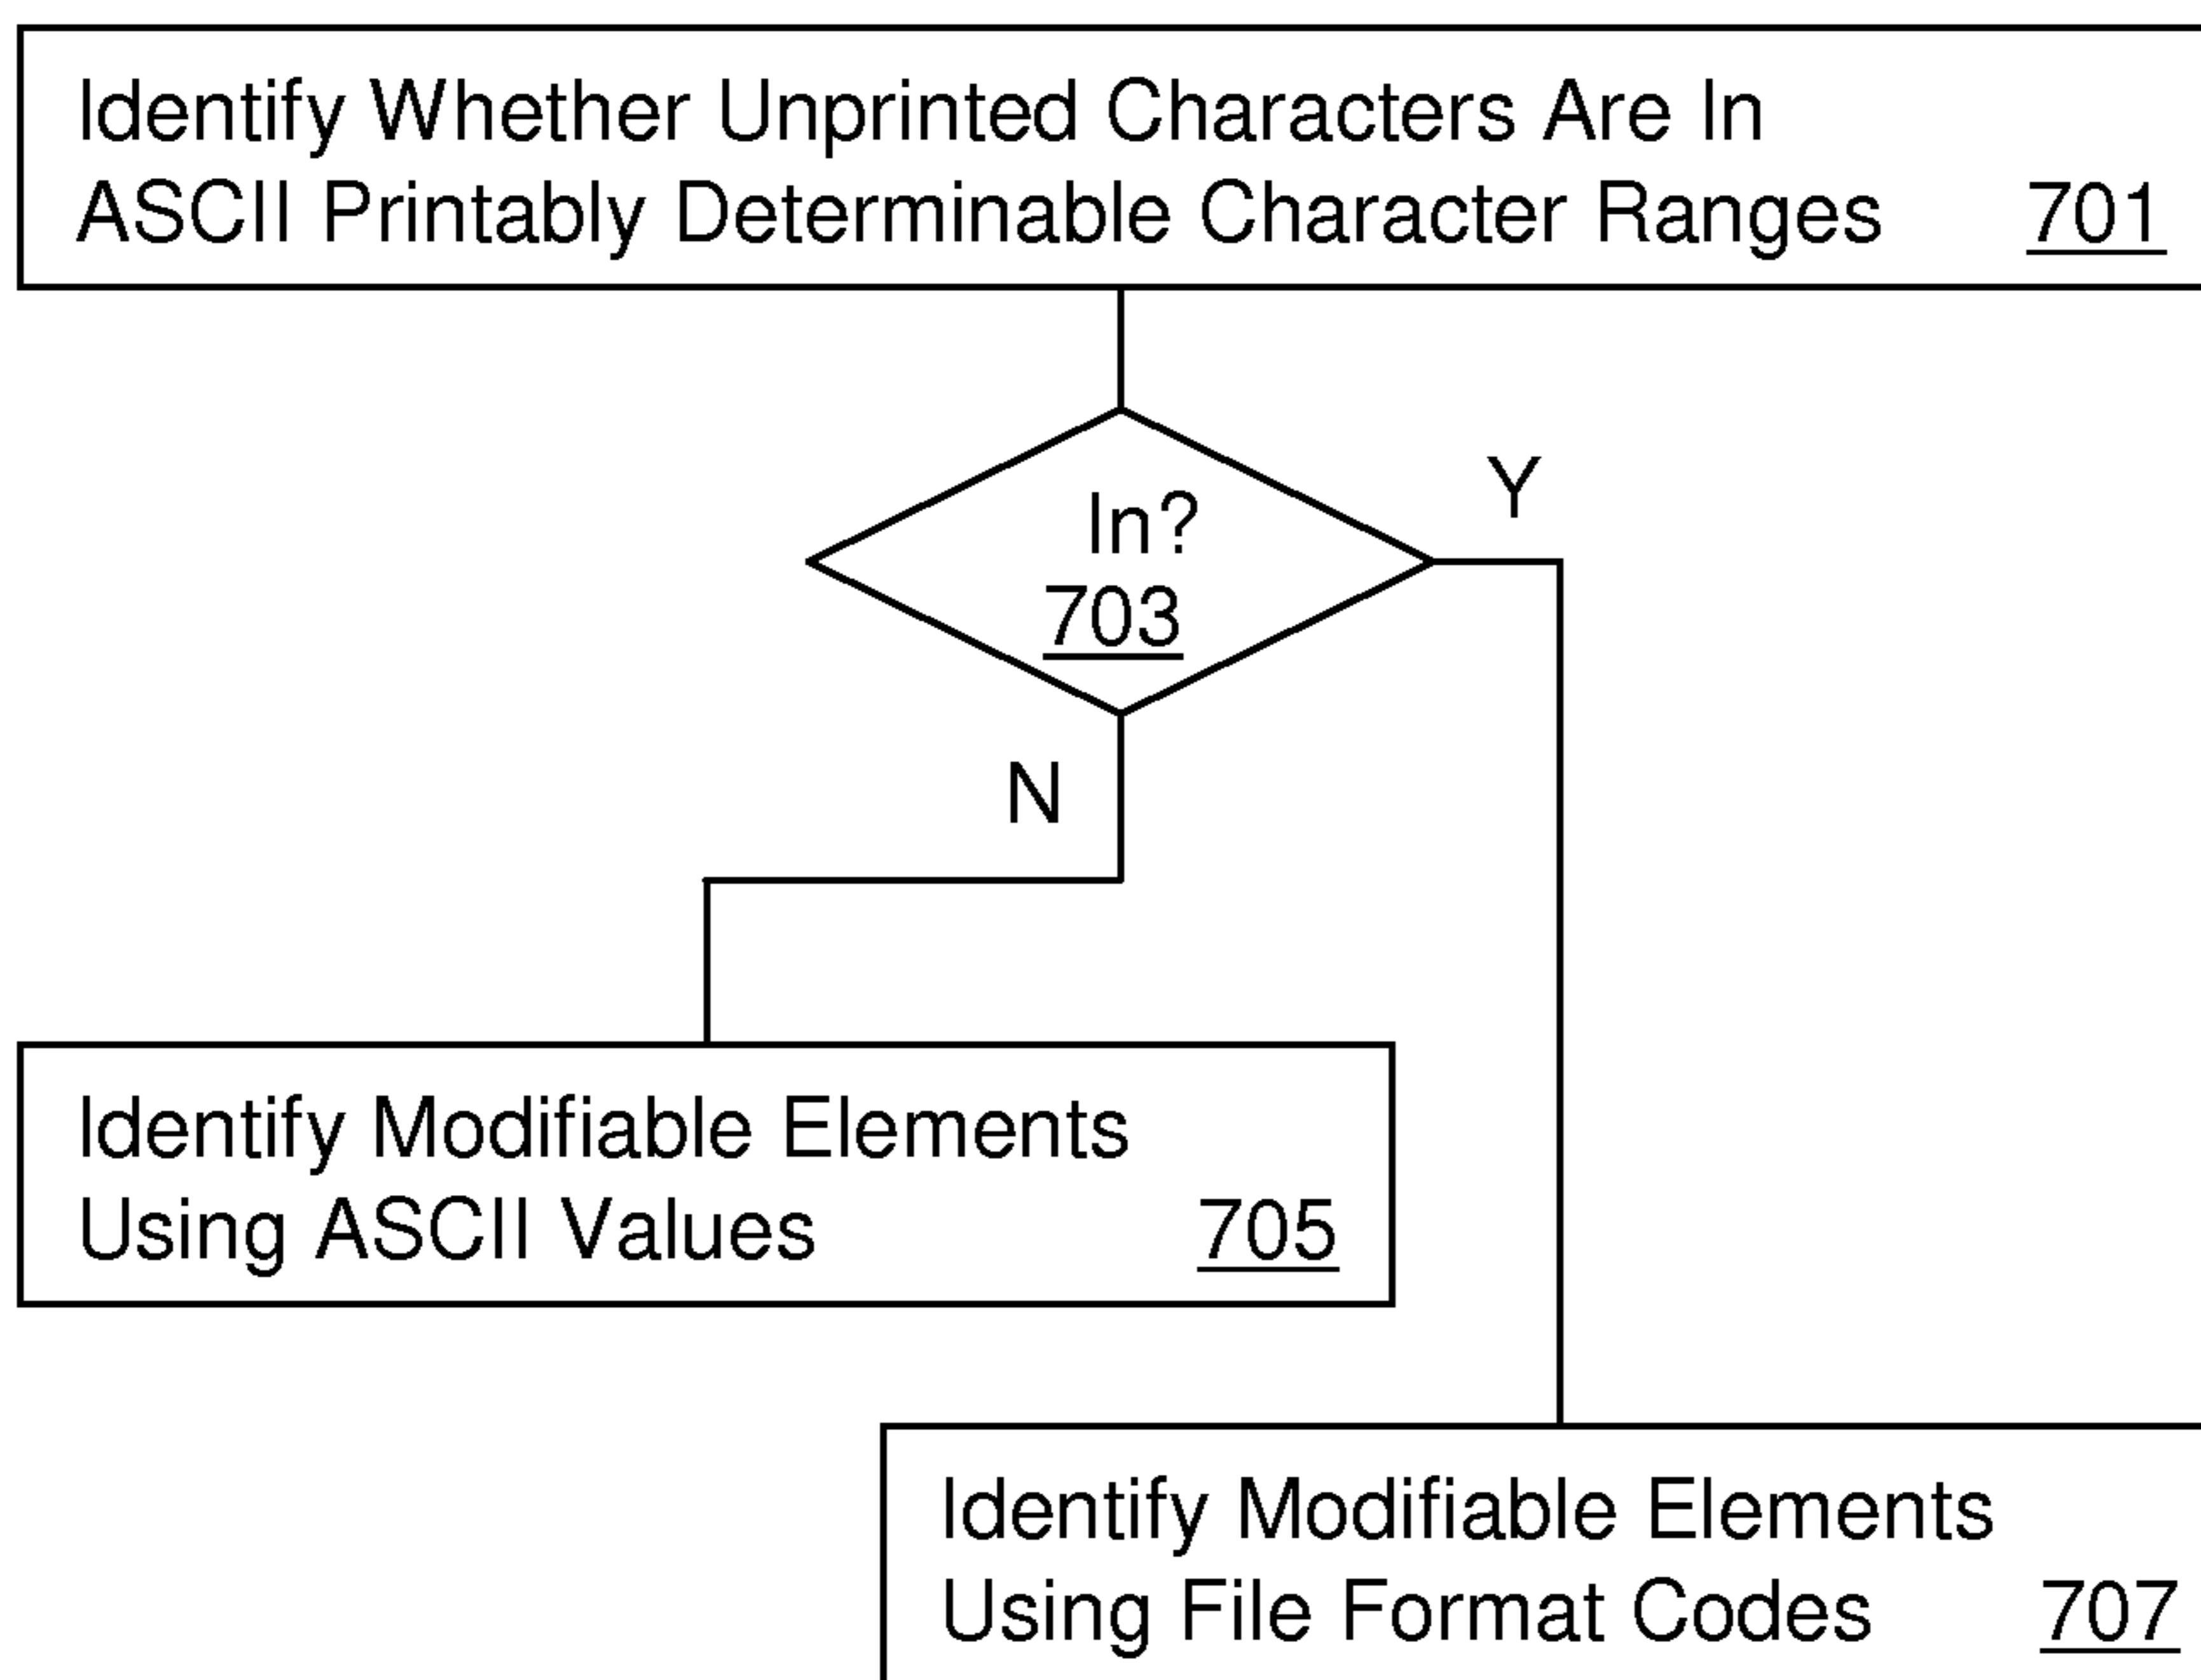 Identify Whether Unprinted Characters Are In
ASCII Printably Determinable Character Ranges 701
In?
703
Y
N
Identify Modifiable Elements
Using ASCII Values 705
Identify Modifiable Elements
Using File Format Codes 707